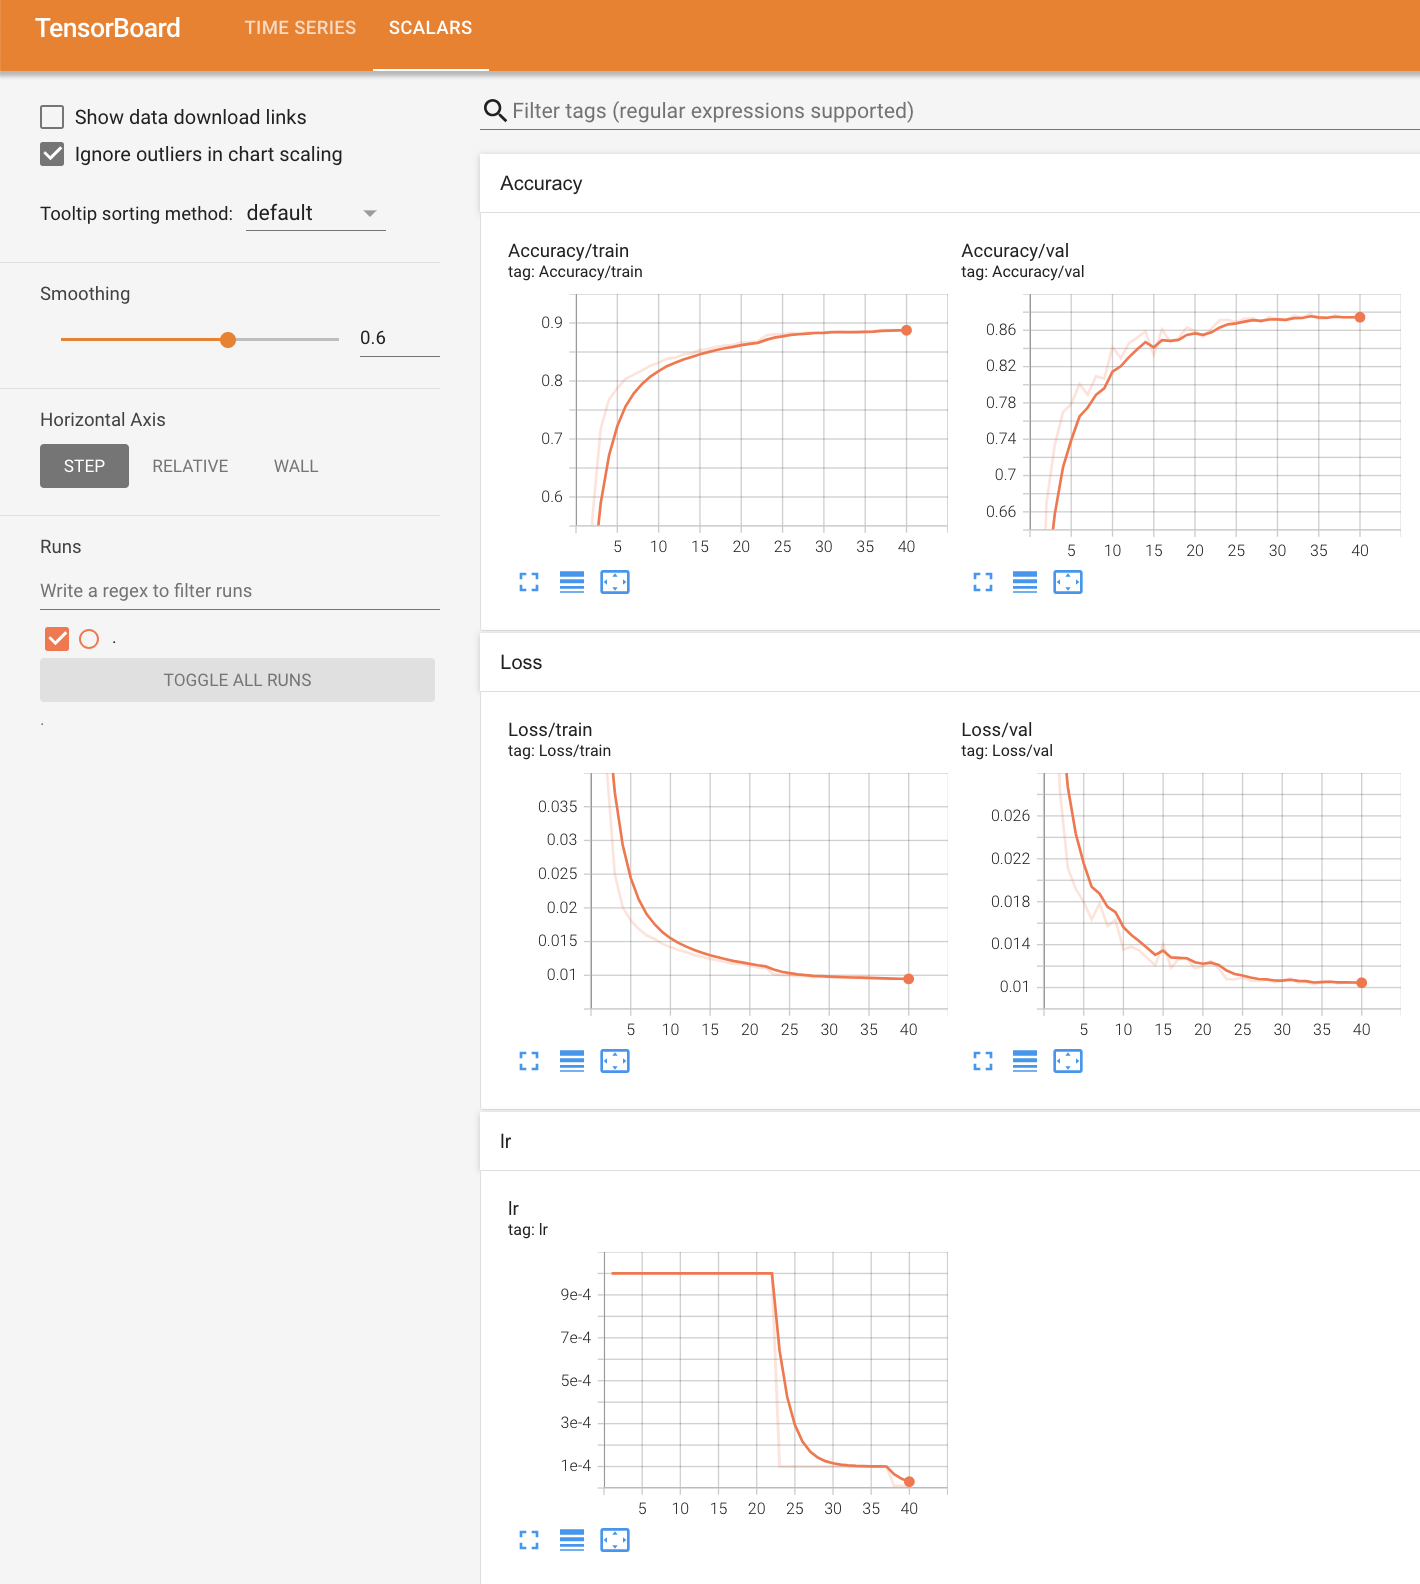 TensorBoard TIME SERIES SCALARS
Show data download links
Ignore outliers in chart scaling
Tooltip sorting method: default
Smoothing
0.6
Horizontal Axis
STEP RELATIVE WALL
Runs
Write a regex to filter runs
.
TOGGLE ALL RUNS
.
Filter tags (regular expressions supported)
Accuracy
Accuracy/train
tag: Accuracy/train
0.9
0.8
0.7
0.6
5 10 15 20 25 30 35 40
Accuracy/val
tag: Accuracy/val
0.86
0.82
0.78
0.74
0.7
0.66
5 10 15 20 25 30 35 40
Loss
Loss/train
tag: Loss/train
0.035
0.03
0.025
0.02
0.015
0.01
5 10 15 20 25 30 35 40
Loss/val
tag: Loss/val
0.026
0.022
0.018
0.014
0.01
5 10 15 20 25 30 35 40
lr
lr
tag: lr
9e-4
7e-4
5e-4
3e-4
1e-4
5 10 15 20 25 30 35 40